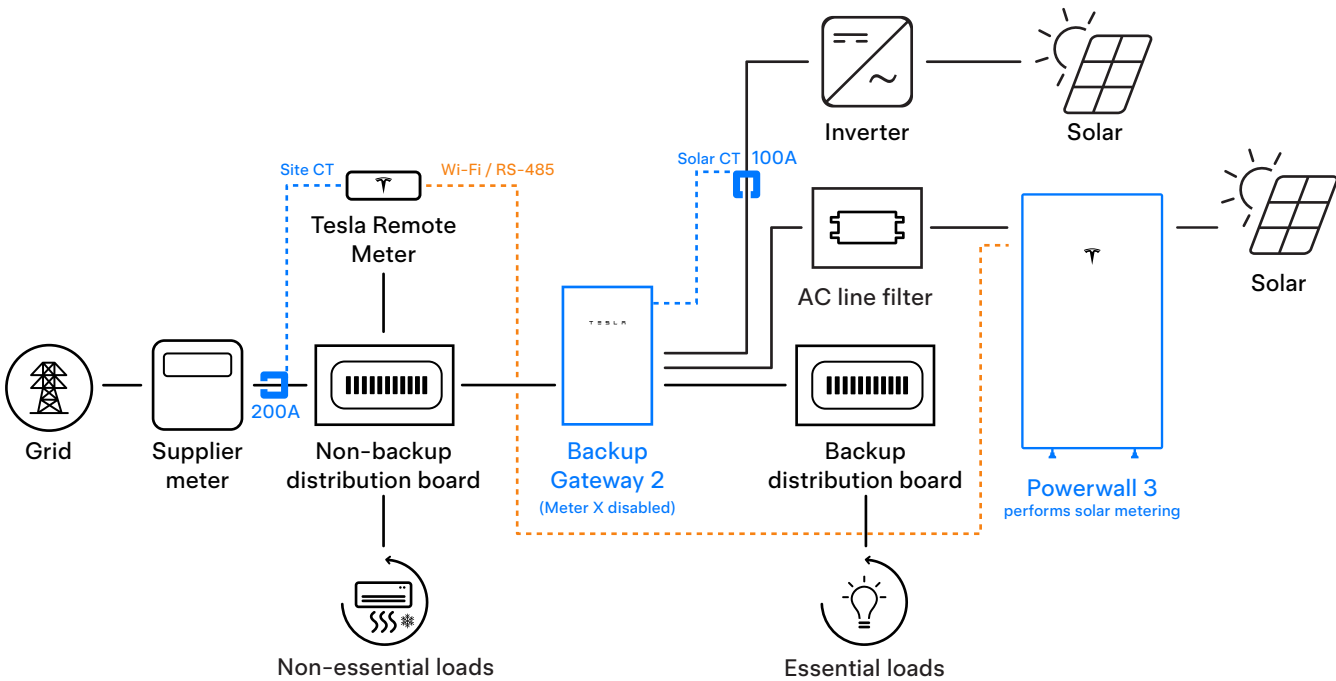 Inverter
Solar
Solar CT
100A
Site CT
Wi-Fi / RS-485
Tesla Remote
Meter
AC line filter
Solar
TESLA
200A
Grid
Supplier
meter
Non-backup
distribution board
Backup
Gateway 2
(Meter X disabled)
Backup
distribution board
Powerwall 3
performs solar metering
Non-essential loads
Essential loads